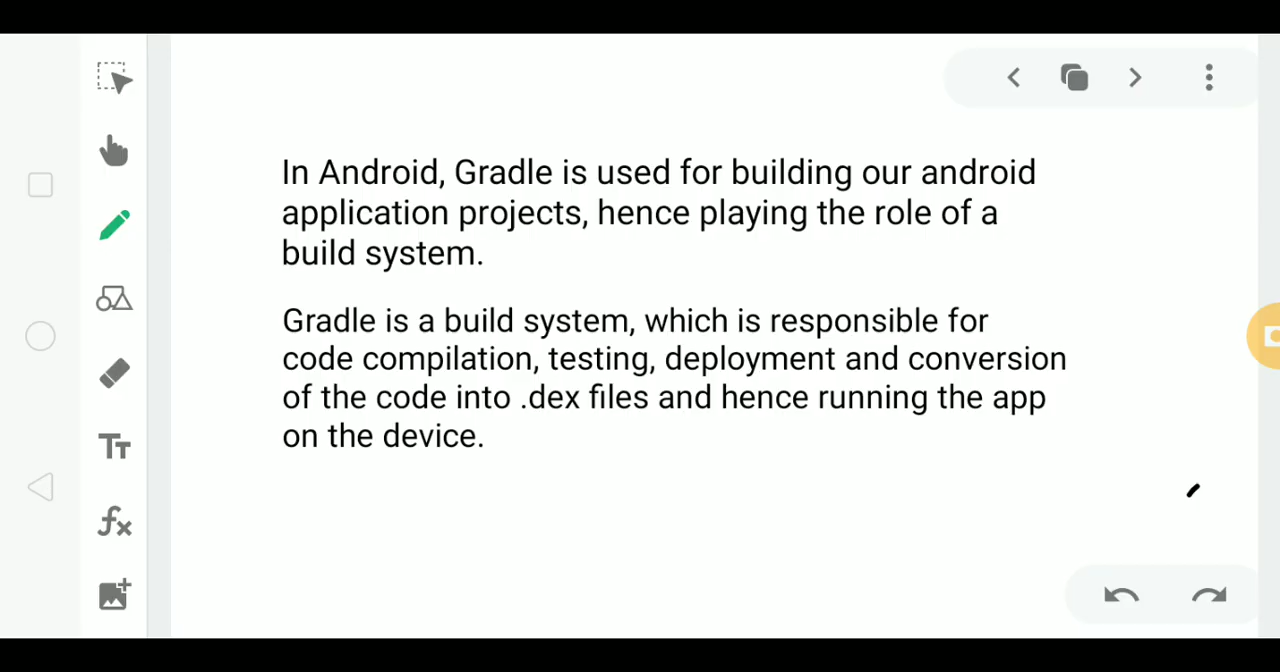 In Android, Gradle is used for building our android
application projects, hence playing the role of a
build system.
Gradle is a build system, which is responsible for
code compilation, testing, deployment and conversion
of the code into .dex files and hence running the app
on the device.